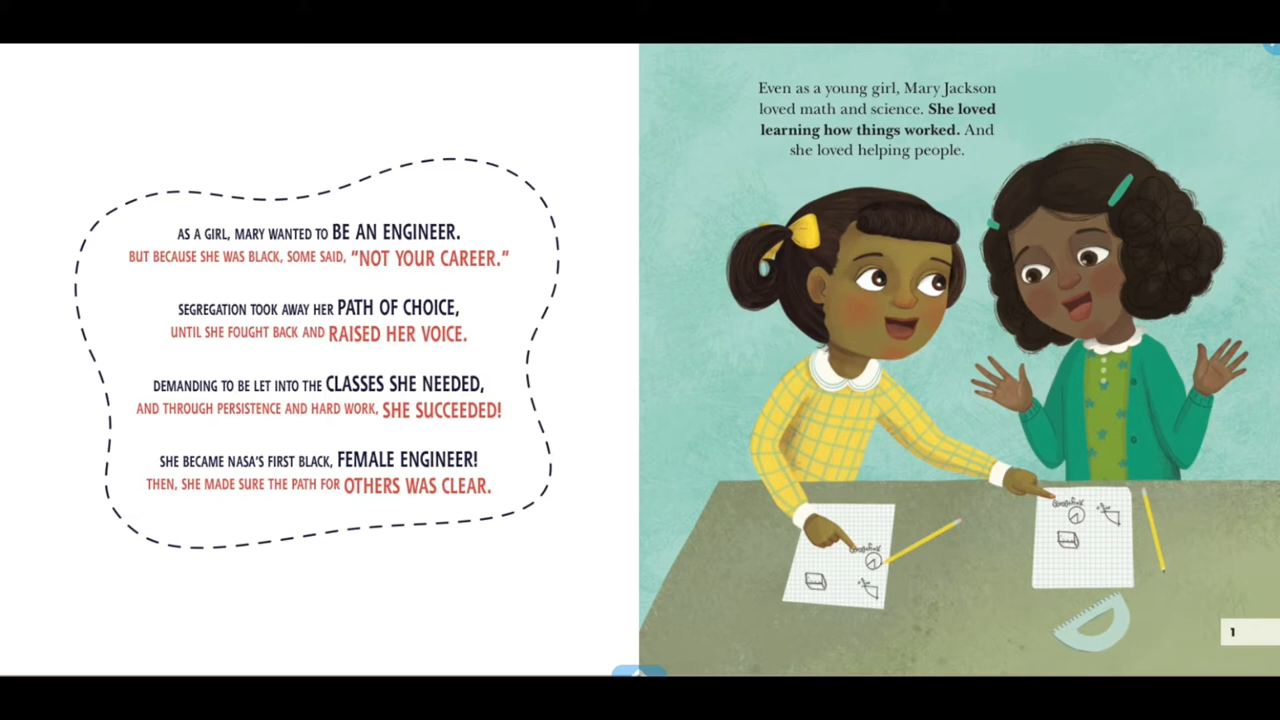 AS A GIRL, MARY WANTED TO BE AN ENGINEER.
BUT BECAUSE SHE WAS BLACK, SOME SAID, "NOT YOUR CAREER."
SEGREGATION TOOK AWAY HER PATH OF CHOICE,
UNTIL SHE FOUGHT BACK AND RAISED HER VOICE.
DEMANDING TO BE LET INTO THE CLASSES SHE NEEDED,
AND THROUGH PERSISTENCE AND HARD WORK, SHE SUCCEEDED!
SHE BECAME NASA'S FIRST BLACK, FEMALE ENGINEER!
THEN, SHE MADE SURE THE PATH FOR OTHERS WAS CLEAR.
Even as a young girl, Mary Jackson
loved math and science. She loved
learning how things worked. And
she loved helping people.
1